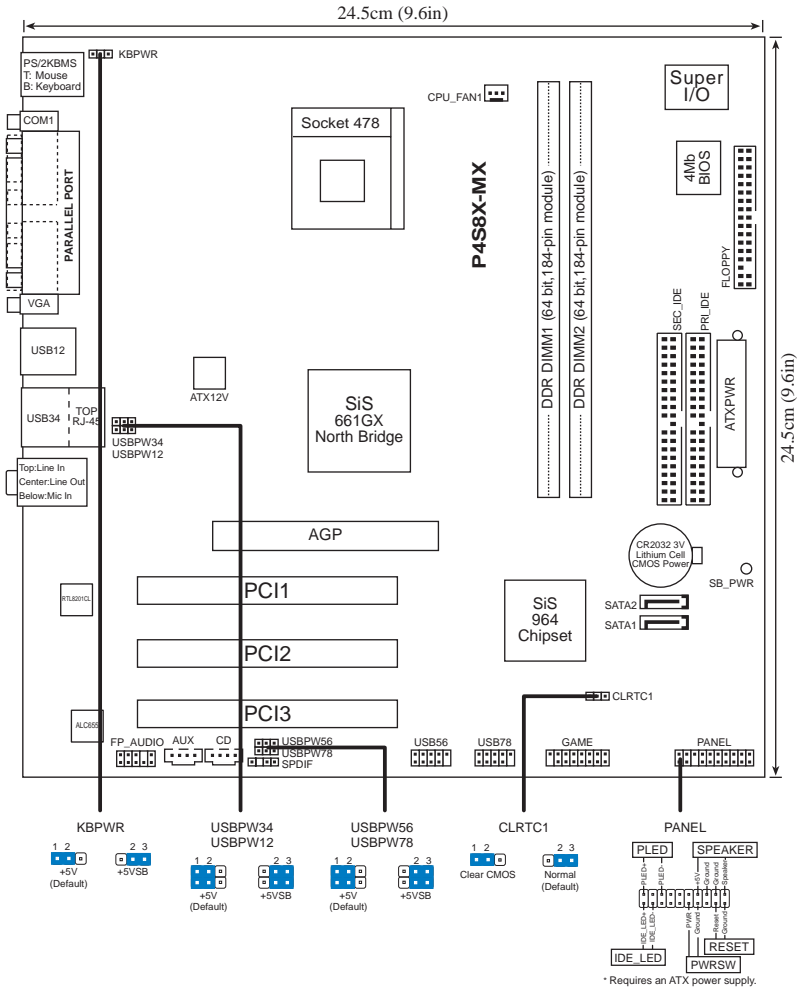 24.5cm (9.6in)
KBPWR
PS/2KBMS
T: Mouse
B: Keyboard
CPU_FAN1
Super
I/O
COM1
Socket 478
4Mb
BIOS
PARALLEL PORT
P4S8X-MX
DDR DIMM1 (64 bit,184-pin module)
DDR DIMM2 (64 bit,184-pin module)
FLOPPY
VGA
SEC_IDE
PRI_IDE
USB12
ATXPWR
24.5cm (9.6in)
ATX12V
SiS
661GX
North Bridge
USB34
TOP
RJ-45
USBPW34
USBPW12
Top:Line In
Center:Line Out
Below:Mic In
AGP
CR2032 3V
Lithium Cell
CMOS Power
SB_PWR
PCI1
RTL8201CL
SiS
964
Chipset
SATA2
SATA1
PCI2
CLRTC1
PCI3
ALC655
FP_AUDIO
AUX
CD
USBPW56
USBPW78
SPDIF
USB56
USB78
GAME
PANEL
KBPWR
1 2
+5V
(Default)
2 3
+5VSB
USBPW34
USBPW12
1 2
+5V
(Default)
2 3
+5VSB
USBPW56
USBPW78
1 2
+5V
(Default)
2 3
+5VSB
CLRTC1
1 2
Clear CMOS
2 3
Normal
(Default)
PANEL
PLED
SPEAKER
PLED+
PLED-
+5V
Ground
Ground
Speaker
IDE_LED+
IDE_LED-
PWR
Ground
Reset
Ground
RESET
IDE_LED
PWRSW
* Requires an ATX power supply.